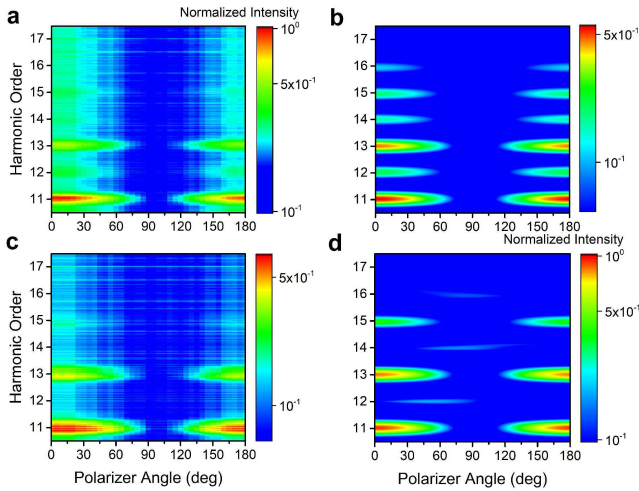 a
Normalized Intensity
Harmonic Order
17
16
15
14
13
12
11
0 30 60 90 120 150 180
10⁰
5x10⁻¹
10⁻¹
b
17
16
15
14
13
12
11
0 30 60 90 120 150 180
5x10⁻¹
10⁻¹
c
Harmonic Order
17
16
15
14
13
12
11
0 30 60 90 120 150 180
Polarizer Angle (deg)
5x10⁻¹
10⁻¹
d
Normalized Intensity
17
16
15
14
13
12
11
0 30 60 90 120 150 180
Polarizer Angle (deg)
10⁰
5x10⁻¹
10⁻¹